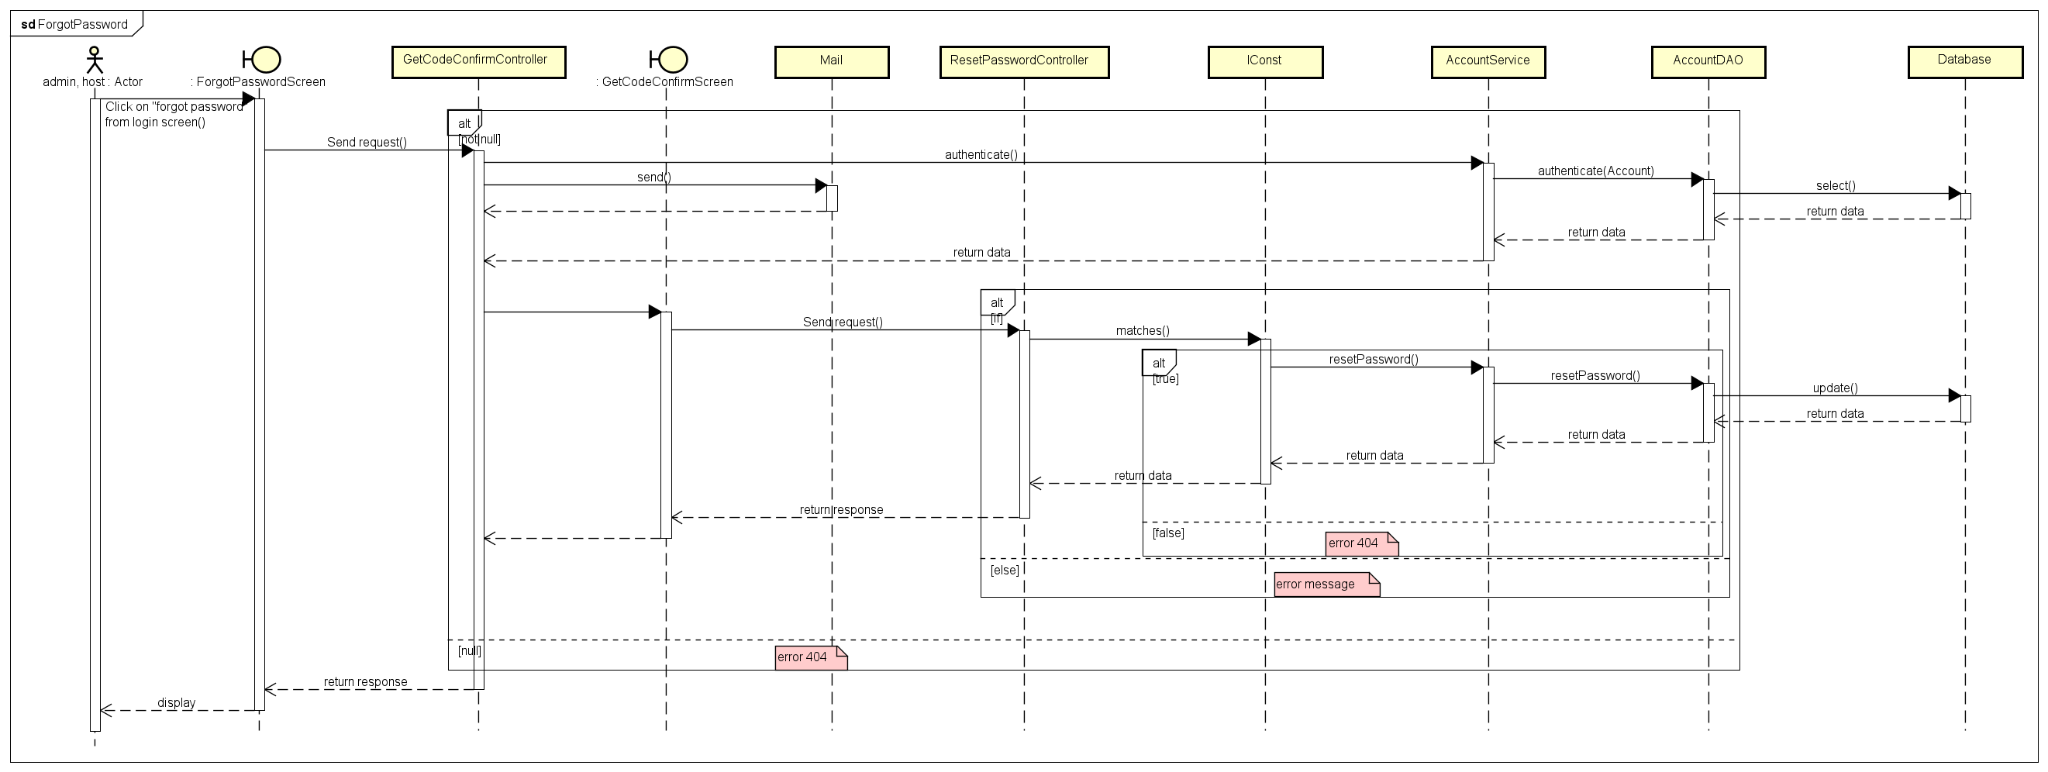 sd ForgotPassword
admin, host : Actor
: ForgotPasswordScreen
GetCodeConfirmController
: GetCodeConfirmScreen
Mail
ResetPasswordController
IConst
AccountService
AccountDAO
Database
Click on "forgot password"
from login screen()
alt
[not null]
Send request()
authenticate()
authenticate(Account)
send()
select()
return data
return data
return data
alt
[if]
Send request()
matches()
alt
[true]
resetPassword()
resetPassword()
update()
return data
return data
return data
return data
return response
[false]
error 404
[else]
error message
[null]
error 404
return response
display